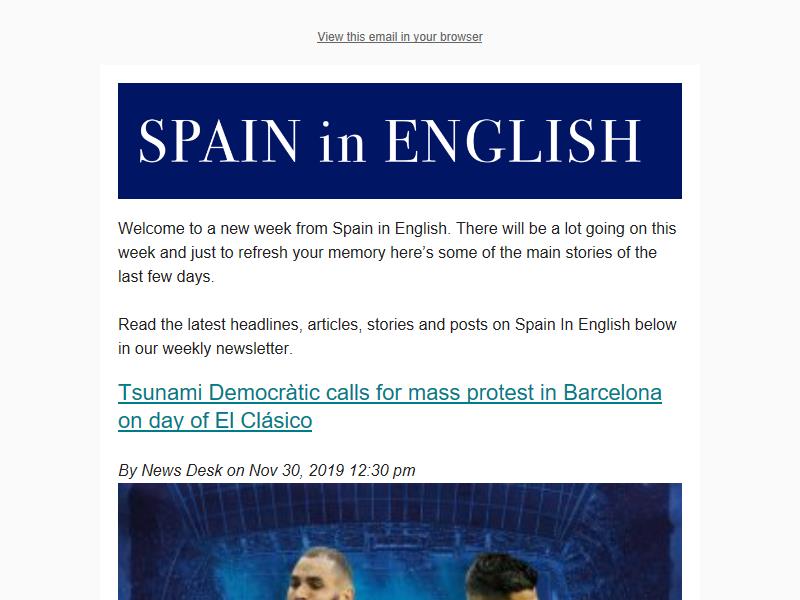 View this email in your browser
SPAIN in ENGLISH
Welcome to a new week from Spain in English. There will be a lot going on this
week and just to refresh your memory here’s some of the main stories of the
last few days.
Read the latest headlines, articles, stories and posts on Spain In English below
in our weekly newsletter.
Tsunami Democràtic calls for mass protest in Barcelona
on day of El Clásico
By News Desk on Nov 30, 2019 12:30 pm